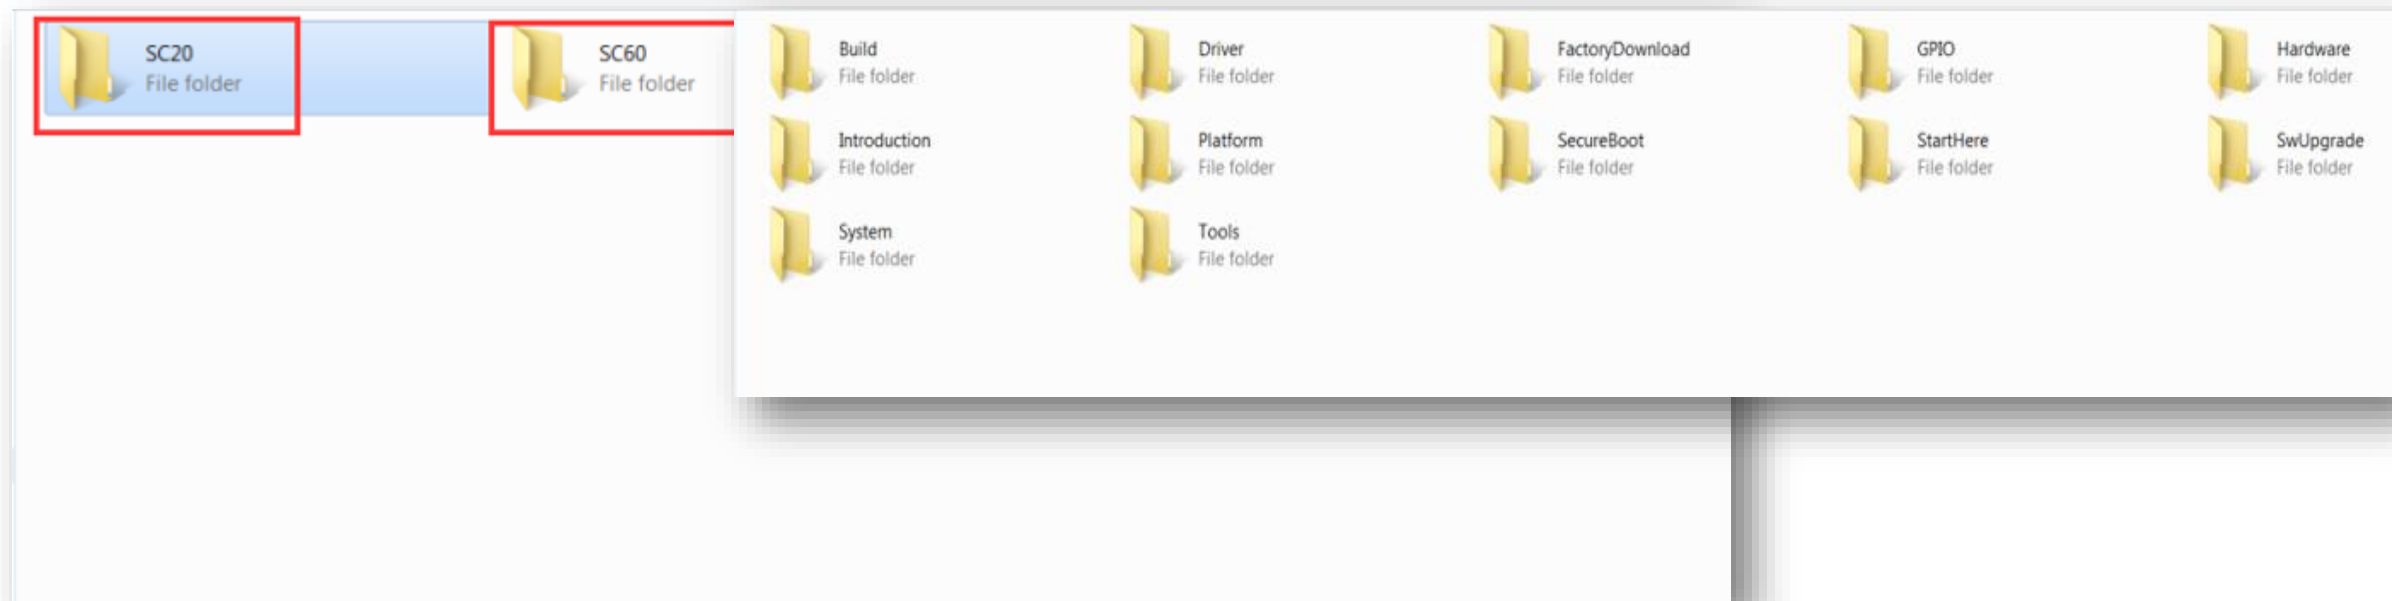 SC20
File folder
SC60
File folder
Build
File folder
Driver
File folder
FactoryDownload
File folder
GPIO
File folder
Hardware
File folder
Introduction
File folder
Platform
File folder
SecureBoot
File folder
StartHere
File folder
SwUpgrade
File folder
System
File folder
Tools
File folder